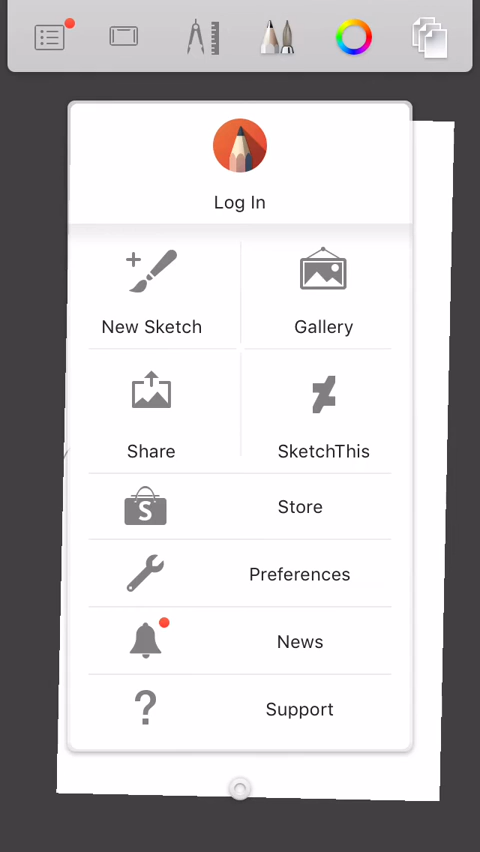 Log In
New Sketch
Gallery
Share
SketchThis
S
Store
Preferences
News
? Support